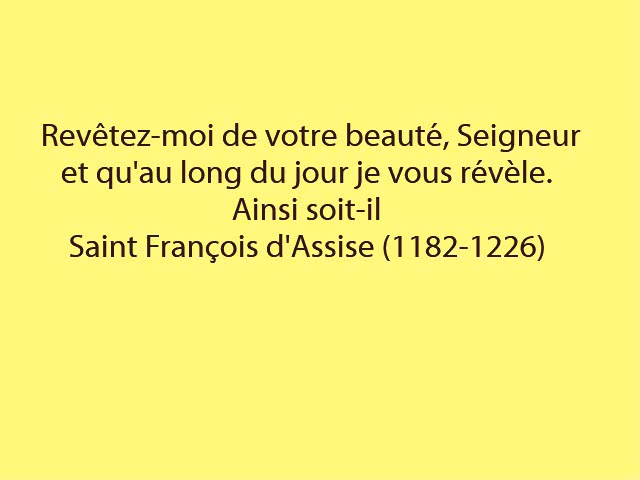 Revêtez-moi de votre beauté, Seigneur
et qu'au long du jour je vous révèle.
Ainsi soit-il
Saint François d'Assise (1182-1226)